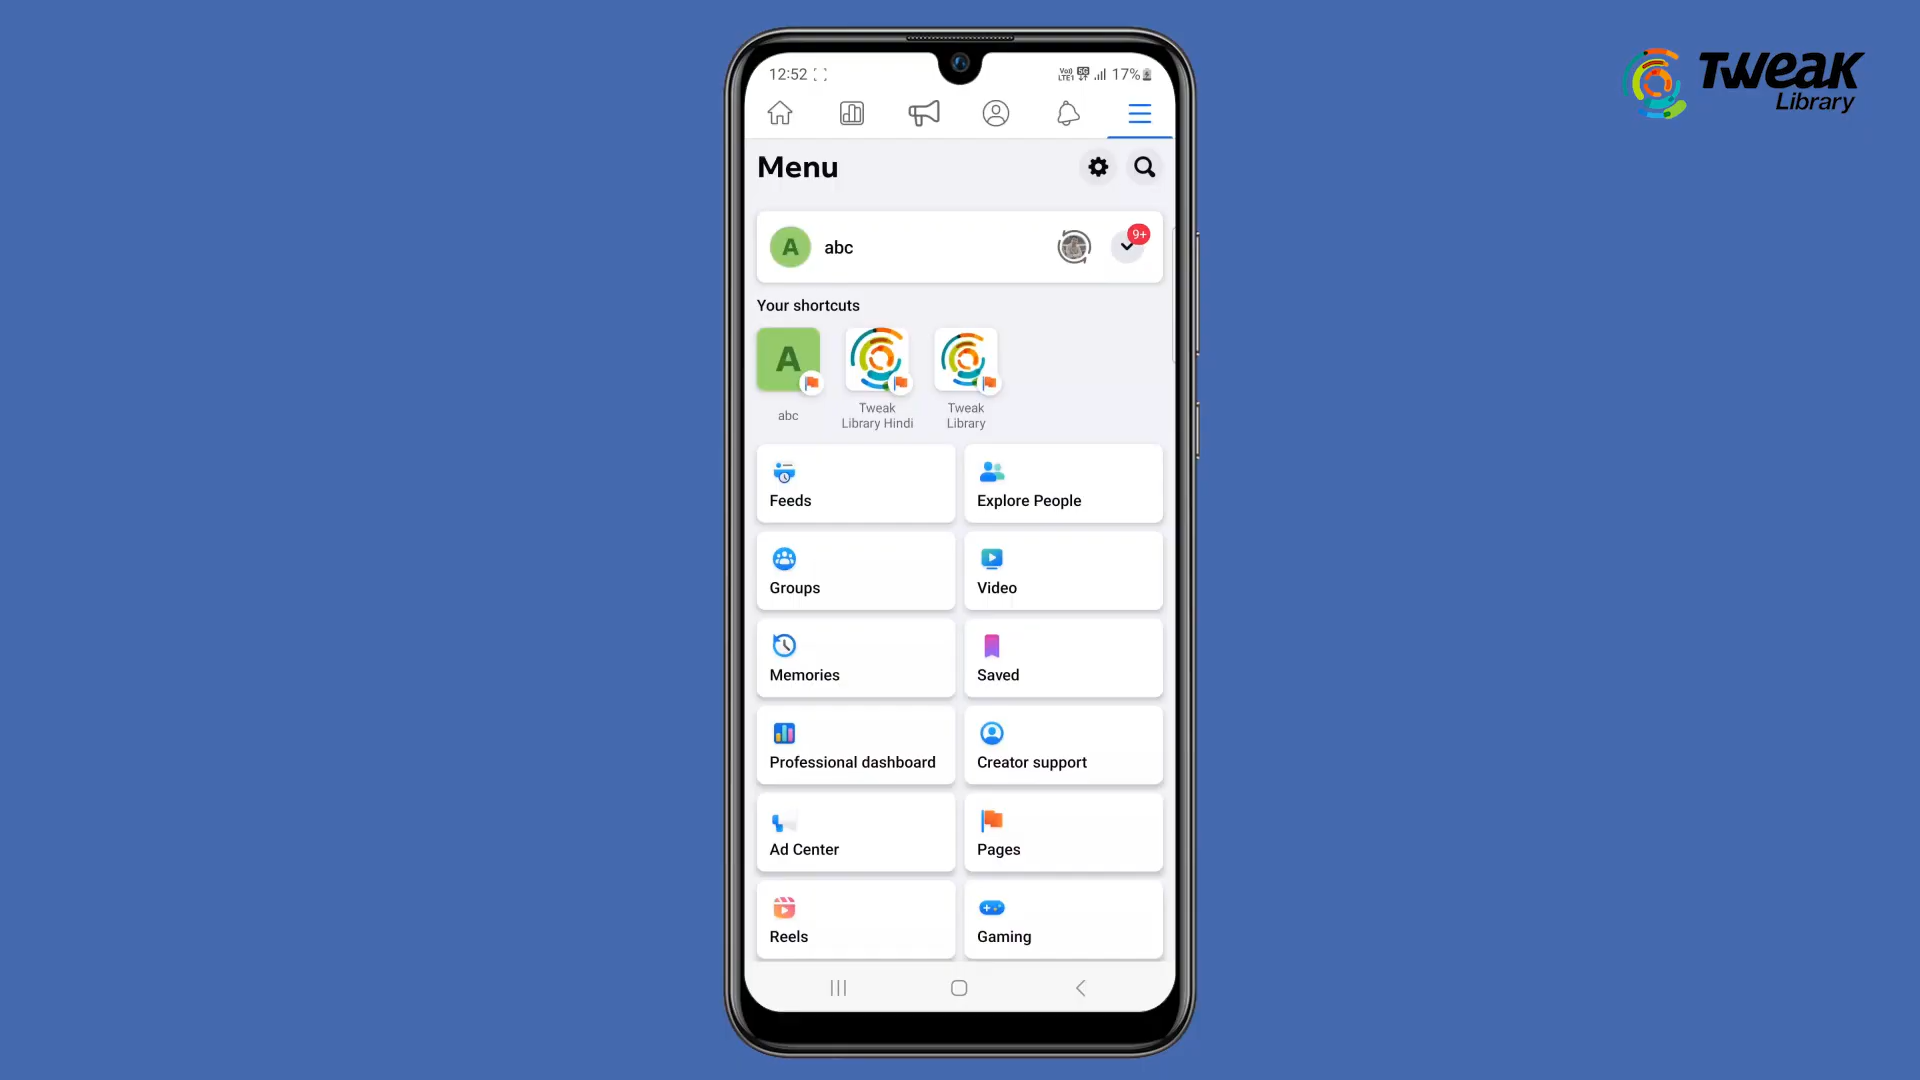 Tweak
Library
12:52
17%
Menu
A
abc
9+
Your shortcuts
A
abc
Tweak
Library Hindi
Tweak
Library
Feeds
Explore People
Groups
Video
Memories
Saved
Professional dashboard
Creator support
Ad Center
Pages
Reels
Gaming